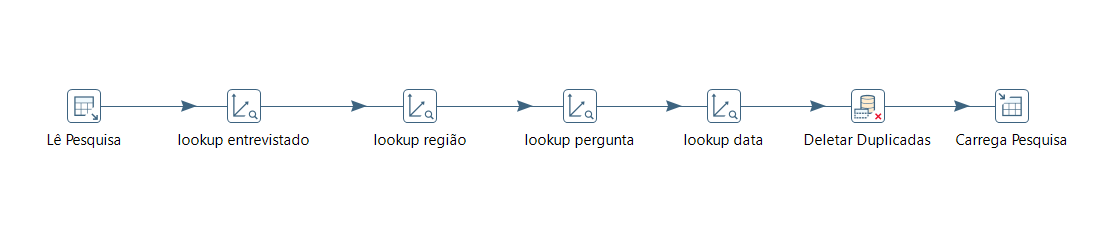 Lê Pesquisa
lookup entrevistado
lookup região
lookup pergunta
lookup data
Deletar Duplicadas
Carrega Pesquisa